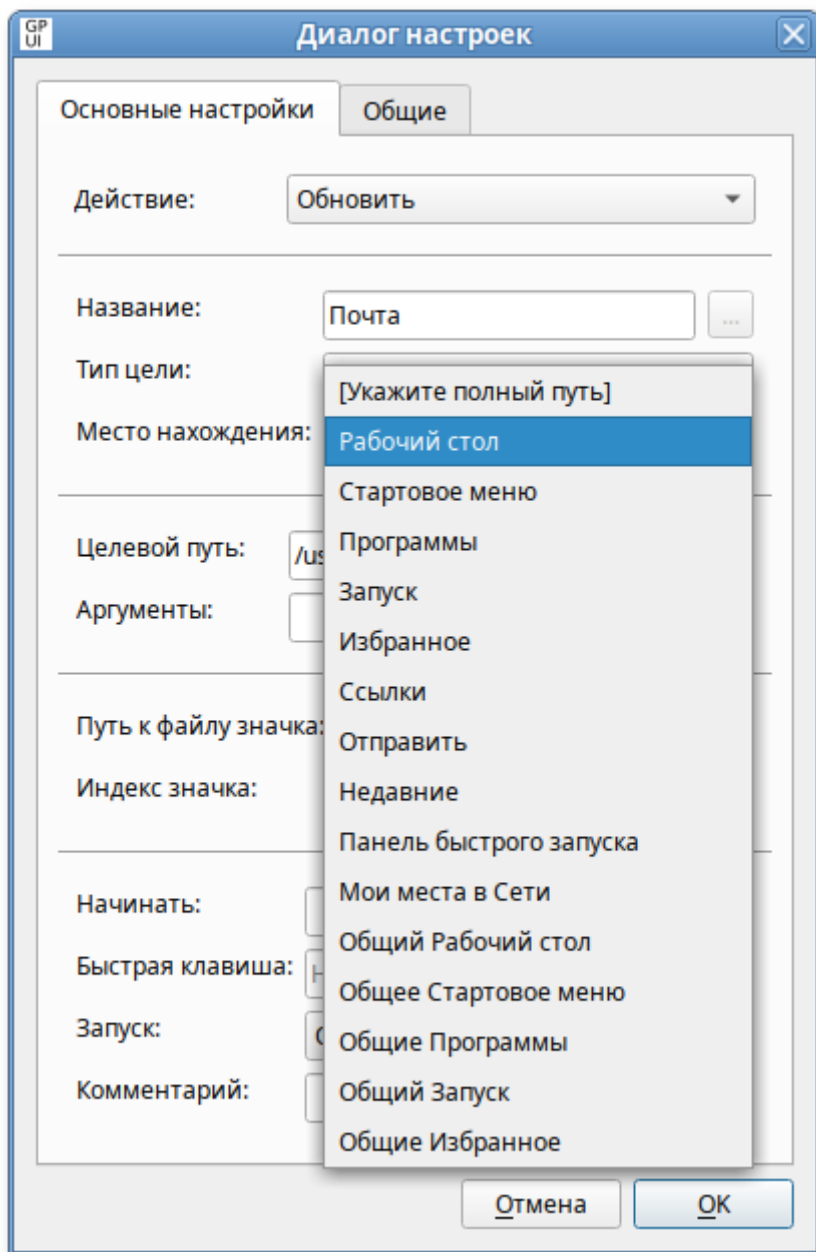 GP
UI
Диалог настроек
Основные настройки
Общие
Действие:
Обновить
Название:
Почта
...
Тип цели:
Место нахождения:
[Укажите полный путь]
Рабочий стол
Стартовое меню
Программы
Запуск
Избранное
Ссылки
Отправить
Недавние
Панель быстрого запуска
Мои места в Сети
Общий Рабочий стол
Общее Стартовое меню
Общие Программы
Общий Запуск
Общие Избранное
Целевой путь:
/us
Аргументы:
Путь к файлу значка:
Индекс значка:
Начинать:
Быстрая клавиша:
Запуск:
Комментарий:
Отмена
OK